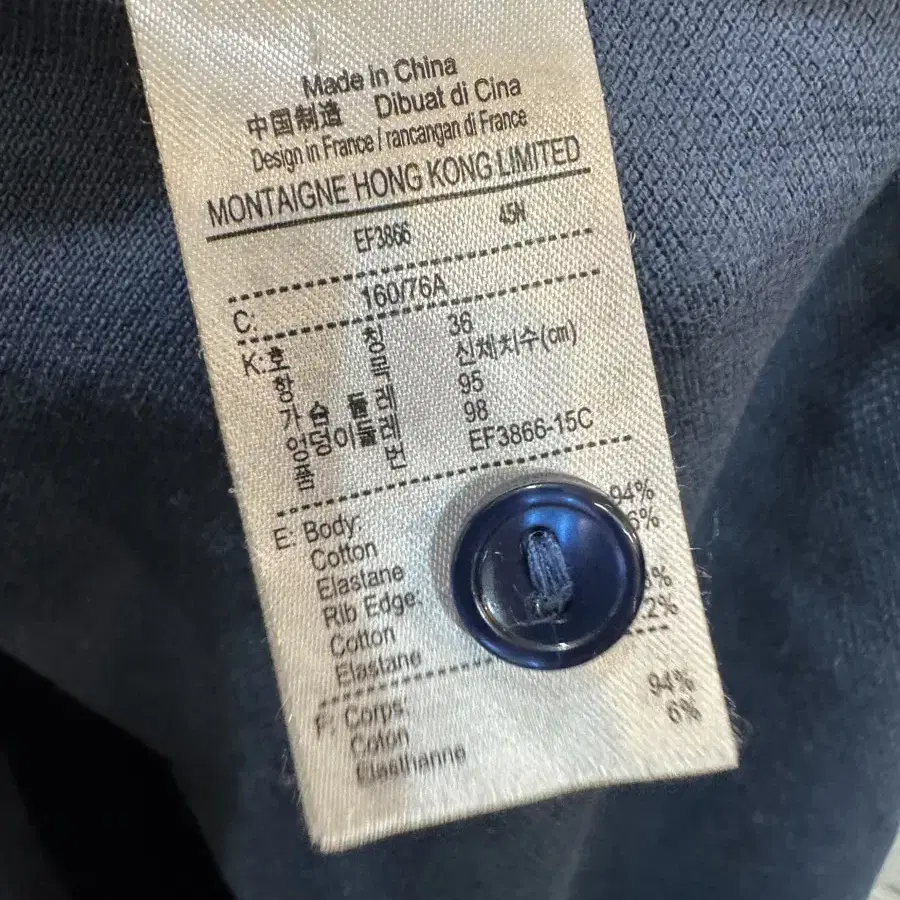 Made in China
中国制造 Dibuat di Cina
Design in France / rancangan di France
MONTAIGNE HONG KONG LIMITED
EF3866 45N
C: 160/76A
K: 호 칭 36
항 목 신체치수(cm)
가 슴 둘 레 95
엉 덩 이 둘 레 98
품 번 EF3866-15C
E: Body: 94%
Cotton 6%
Elastane
Rib Edge:
Cotton
Elastane
F: Corps: 94%
Coton 6%
Elasthanne